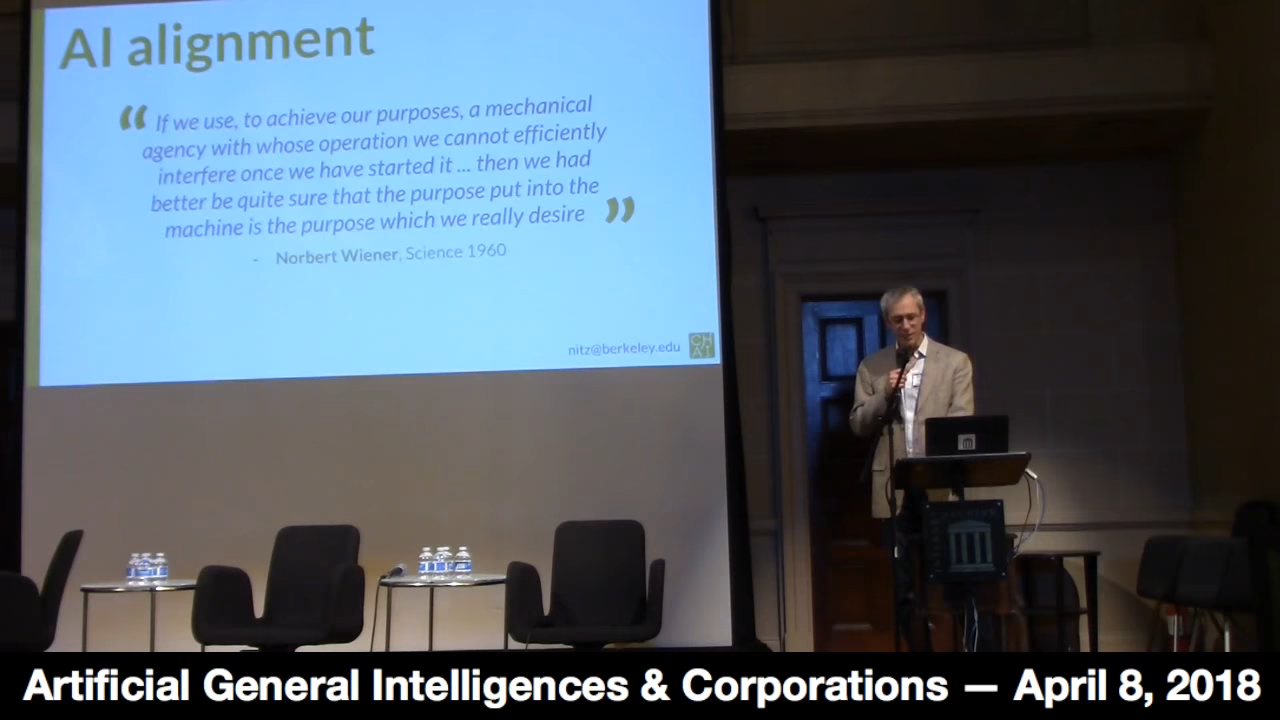 AI alignment
“ If we use, to achieve our purposes, a mechanical
agency with whose operation we cannot efficiently
interfere once we have started it ... then we had
better be quite sure that the purpose put into the
machine is the purpose which we really desire ”
- Norbert Wiener, Science 1960
nitz@berkeley.edu
CH
AI
Artificial General Intelligences & Corporations — April 8, 2018